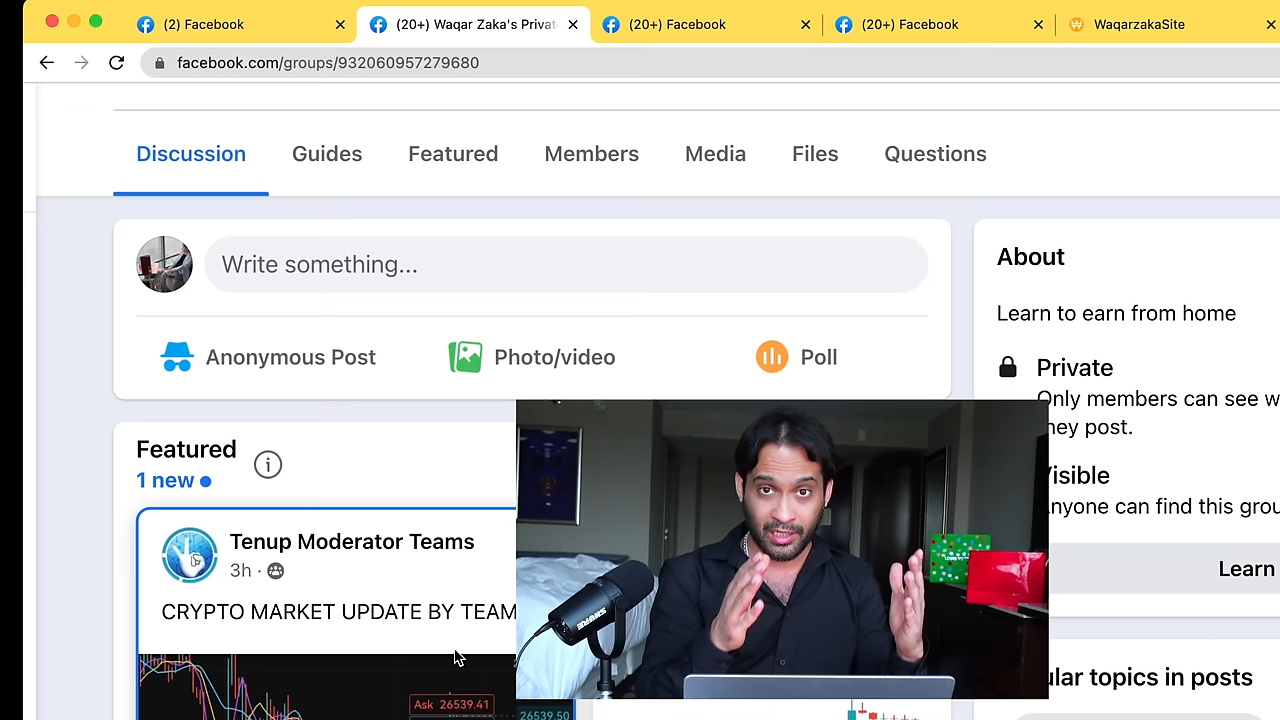 (2) Facebook
(20+) Waqar Zaka's Privat
(20+) Facebook
(20+) Facebook
WaqarzakaSite
facebook.com/groups/932060957279680
Discussion
Guides
Featured
Members
Media
Files
Questions
Write something...
Anonymous Post
Photo/video
Poll
About
Learn to earn from home
Private
Only members can see w
hey post.
Visible
nyone can find this grou
Learn
Featured
1 new
Tenup Moderator Teams
3h
CRYPTO MARKET UPDATE BY TEAM
Ask 26539.41
26539.50
SHURE
ular topics in posts